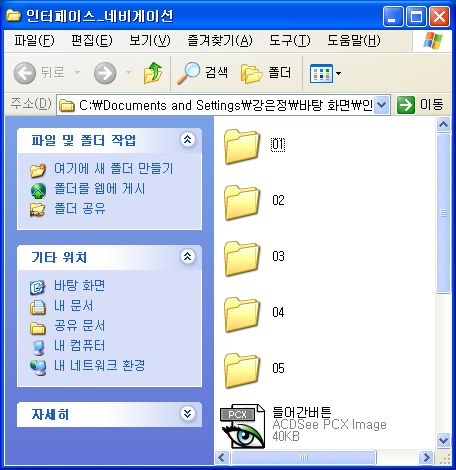 인터페이스_네비게이션
파일(F) 편집(E) 보기(V) 즐겨찾기(A) 도구(T) 도움말(H)
뒤로 검색 폴더
주소(D) C:\Documents and Settings\강은정\바탕 화면\인 이동
파일 및 폴더 작업
여기에 새 폴더 만들기
폴더를 웹에 게시
폴더 공유
기타 위치
바탕 화면
내 문서
공유 문서
내 컴퓨터
내 네트워크 환경
자세히
01
02
03
04
05
PCX
들어간버튼
ACDSee PCX Image
40KB